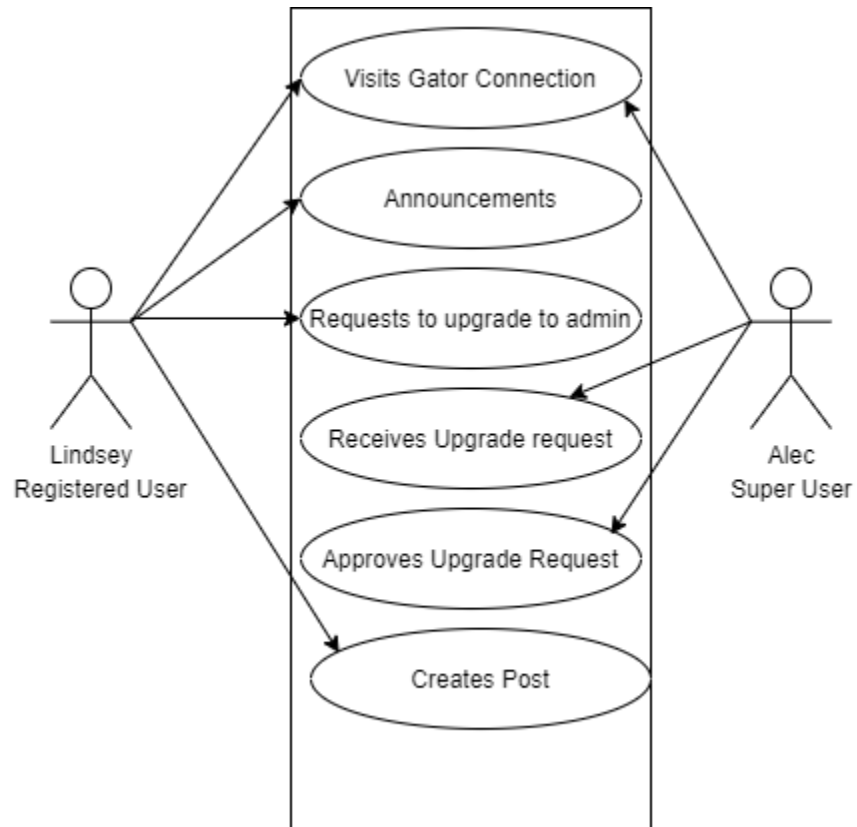 Visits Gator Connection
Announcements
Requests to upgrade to admin
Receives Upgrade request
Lindsey
Registered User
Alec
Super User
Approves Upgrade Request
Creates Post